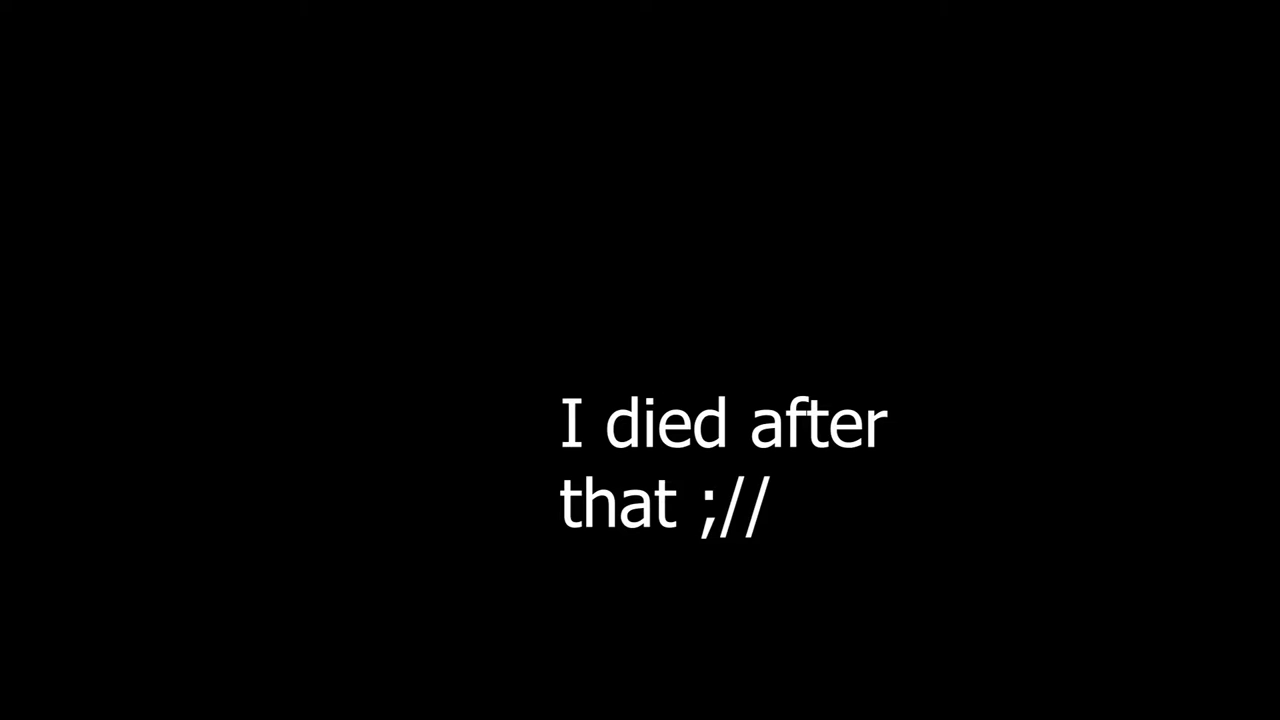 I died after
that ;//